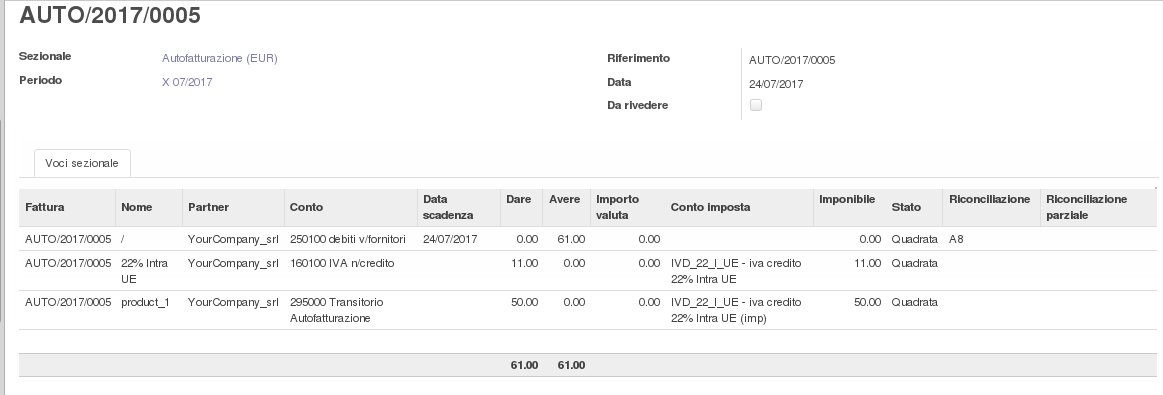 AUTO/2017/0005
Sezionale Autofatturazione (EUR) Riferimento AUTO/2017/0005
Periodo X 07/2017 Data 24/07/2017
Da rivedere
Voci sezionale
Fattura Nome Partner Conto Data scadenza Dare Avere Importo valuta Conto imposta Imponibile Stato Riconciliazione Riconciliazione parziale
AUTO/2017/0005 / YourCompany_srl 250100 debiti v/fornitori 24/07/2017 0.00 61.00 0.00 0.00 Quadrata A8
AUTO/2017/0005 22% Intra YourCompany_srl 160100 IVA n/credito 11.00 0.00 0.00 IVD_22_I_UE - iva credito 11.00 Quadrata
UE 22% Intra UE
AUTO/2017/0005 product_1 YourCompany_srl 295000 Transitorio 50.00 0.00 0.00 IVD_22_I_UE - iva credito 50.00 Quadrata
Autofatturazione 22% Intra UE (imp)
61.00 61.00